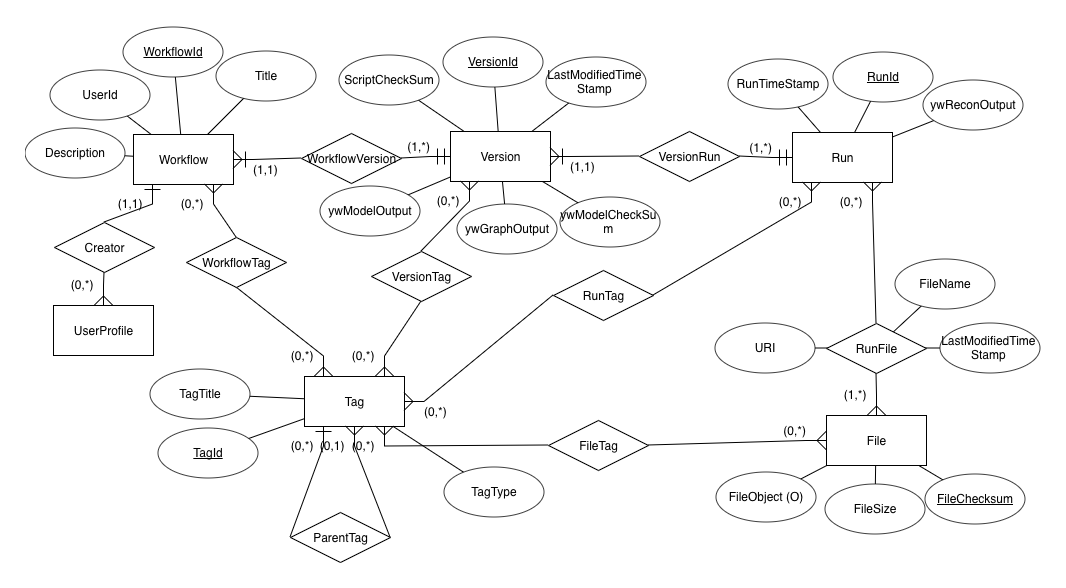 WorkflowId
Title
UserId
Description
Workflow
(1,1)
WorkflowVersion
(1,*)
ScriptCheckSum
VersionId
LastModifiedTime
Stamp
Version
(1,1)
VersionRun
(1,*)
RunTimeStamp
RunId
ywReconOutput
Run
(1,1)
(0,*)
ywModelOutput
(0,*)
ywGraphOutput
ywModelCheckSu
m
(0,*)
(0,*)
Creator
WorkflowTag
VersionTag
RunTag
(0,*)
UserProfile
FileName
URI
RunFile
LastModifiedTime
Stamp
(0,*)
(0,*)
TagTitle
Tag
(0,*)
(1,*)
TagId
(0,*)
(0,1)
(0,*)
FileTag
(0,*)
File
TagType
FileObject (O)
FileSize
FileChecksum
ParentTag